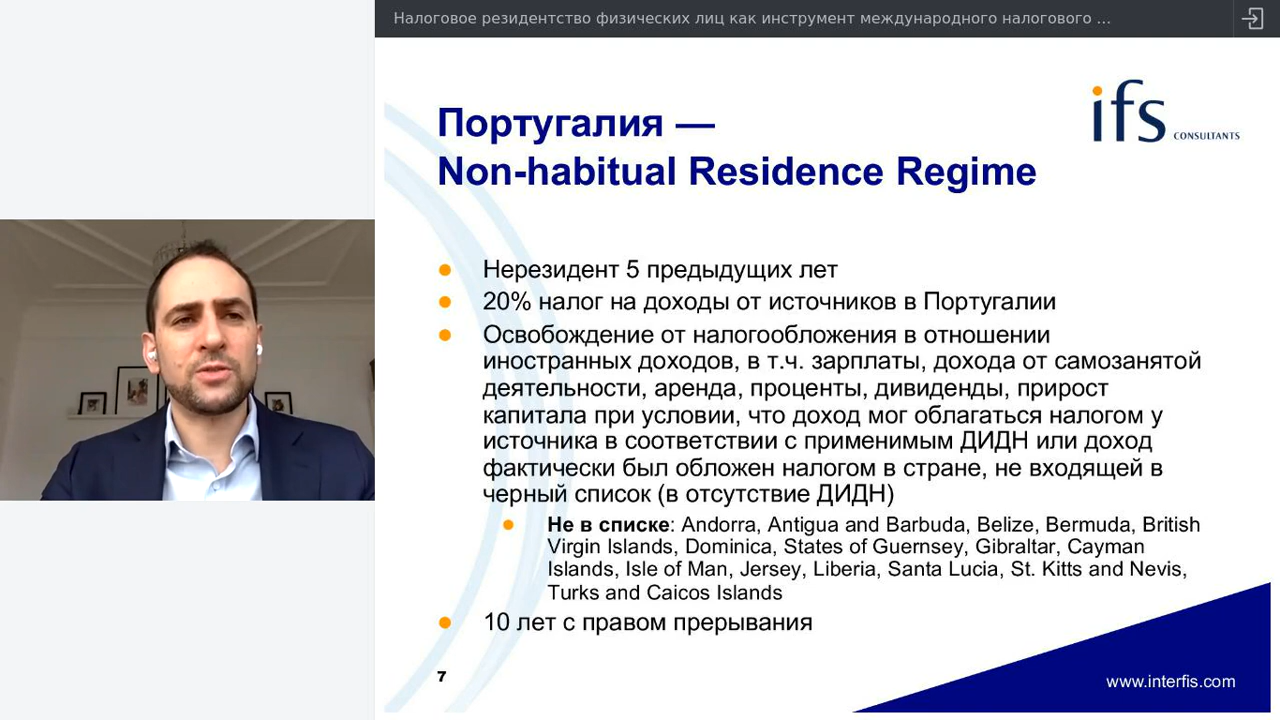 Налоговое резидентство физических лиц как инструмент международного налогового ...
ifs CONSULTANTS
Португалия —
Non-habitual Residence Regime
Нерезидент 5 предыдущих лет
20% налог на доходы от источников в Португалии
Освобождение от налогообложения в отношении
иностранных доходов, в т.ч. зарплаты, дохода от самозанятой
деятельности, аренда, проценты, дивиденды, прирост
капитала при условии, что доход мог облагаться налогом у
источника в соответствии с применимым ДИДН или доход
фактически был обложен налогом в стране, не входящей в
черный список (в отсутствие ДИДН)
Не в списке: Andorra, Antigua and Barbuda, Belize, Bermuda, British
Virgin Islands, Dominica, States of Guernsey, Gibraltar, Cayman
Islands, Isle of Man, Jersey, Liberia, Santa Lucia, St. Kitts and Nevis,
Turks and Caicos Islands
10 лет с правом прерывания
7
www.interfis.com